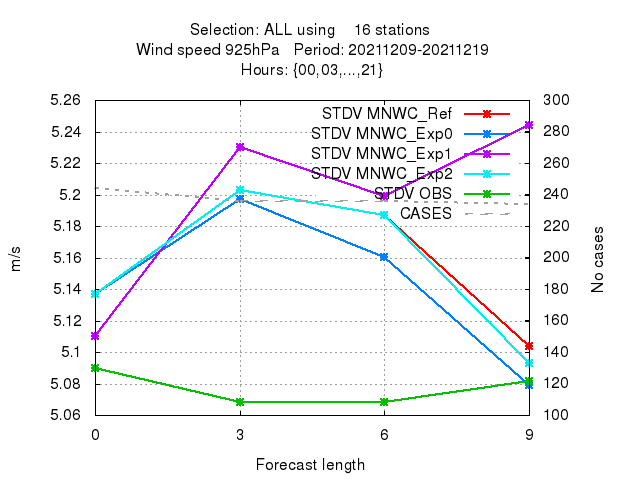 Selection: ALL using    16 stations
Wind speed 925hPa   Period: 20211209-20211219
Hours: {00,03,...,21}
5.26
5.24
5.22
5.2
5.18
5.16
5.14
5.12
5.1
5.08
5.06
300
280
260
240
220
200
180
160
140
120
100
STDV MNWC_Ref
STDV MNWC_Exp0
STDV MNWC_Exp1
STDV MNWC_Exp2
STDV OBS
CASES
m/s
No cases
0 3 6 9
Forecast length